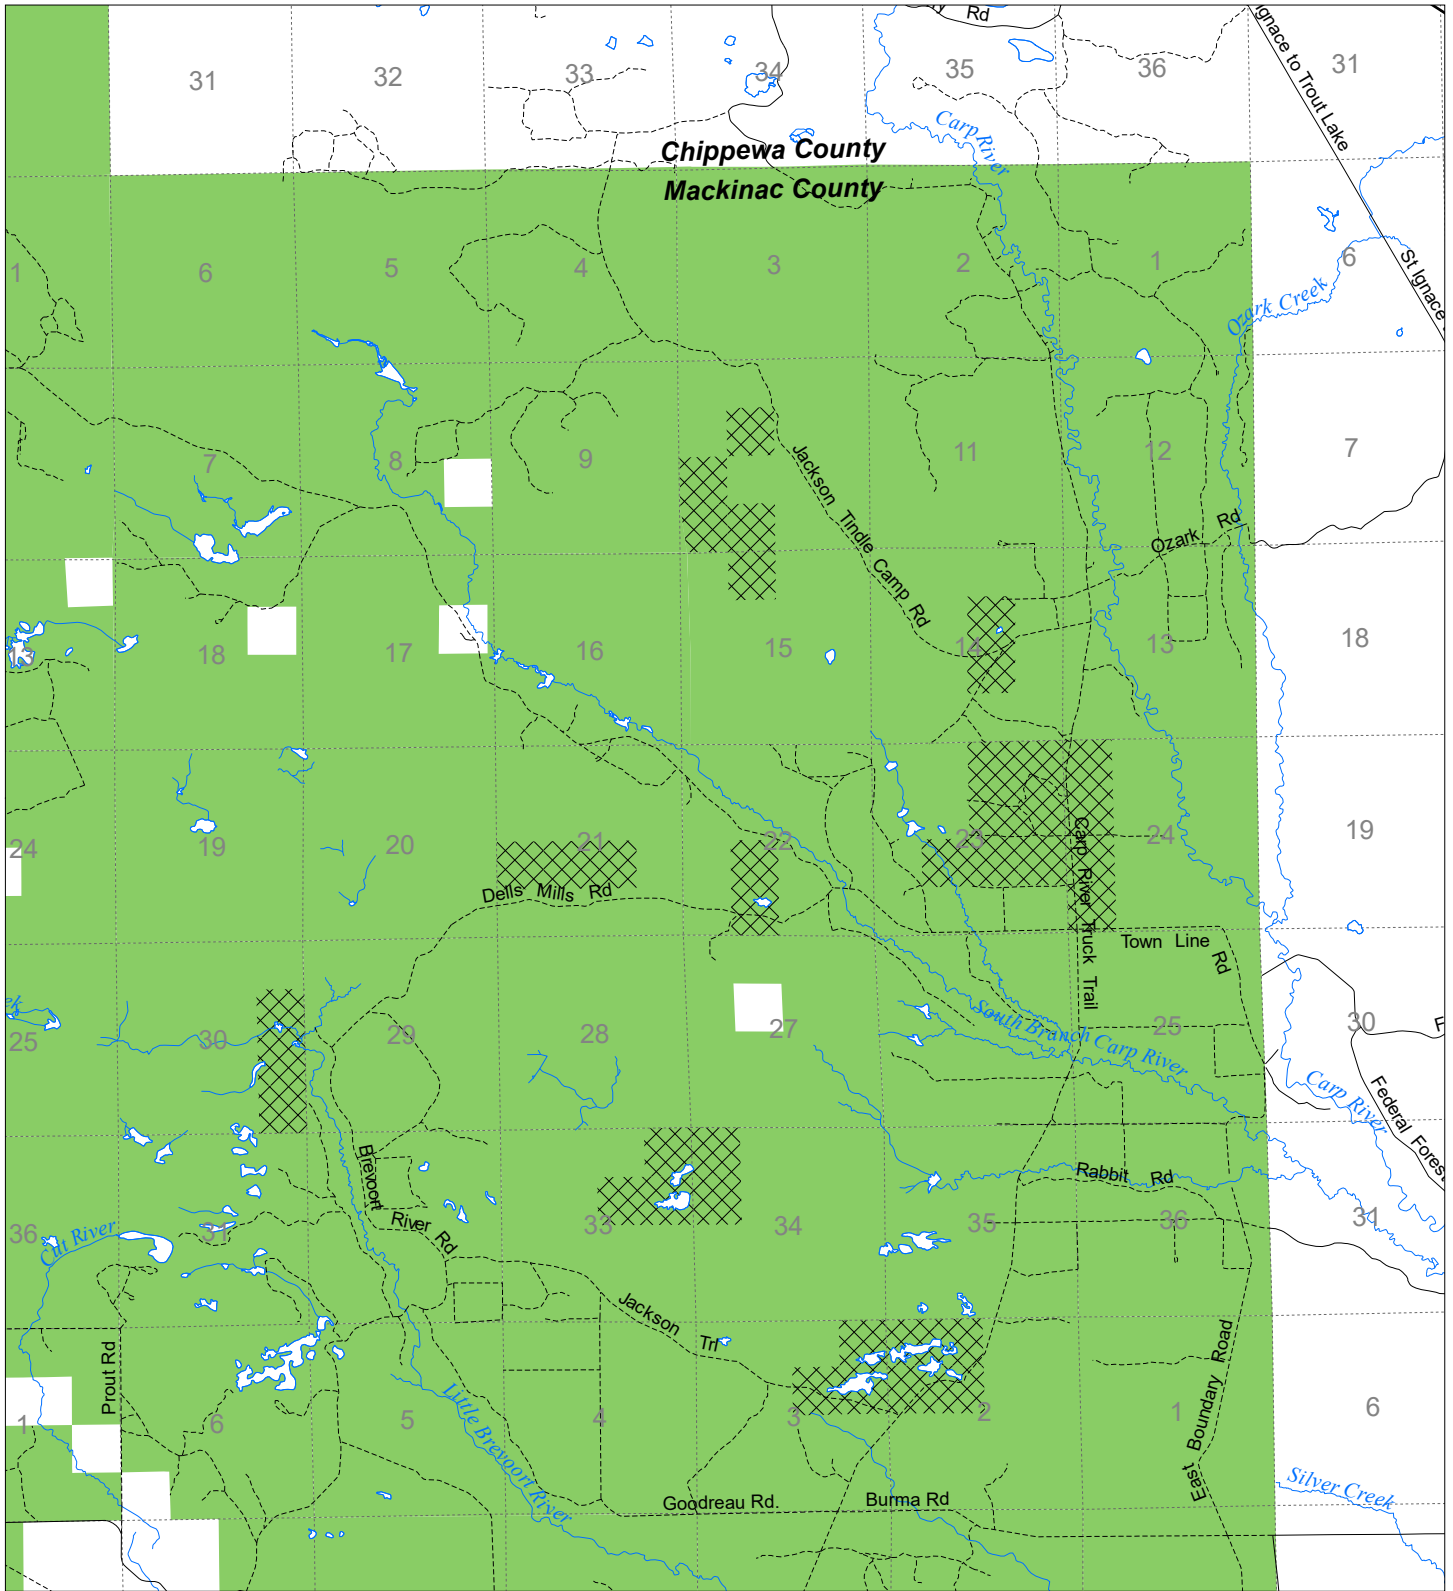 Rd
31
32
33
34
35
36
31
Ignace to Trout Lake
Carp River
Chippewa County
Mackinac County
1
6
5
4
3
2
1
6
St Ignace
Ozark Creek
7
8
9
11
12
7
Jackson Tindle Camp Rd
Ozark Rd
13
18
17
16
15
14
13
18
24
19
20
21
22
23
24
19
Carp River Truck Trail
Dells Mills Rd
Town Line Rd
ek
25
30
29
28
27
25
30
South Branch Carp River
Carp River
Federal Forest
Brevoort River Rd
Rabbit Rd
36
31
33
34
35
36
31
Cut River
Jackson Trl
Prout Rd
East Boundary Road
1
6
5
4
3
2
1
6
Little Brevoort River
Goodreau Rd.
Burma Rd
Silver Creek